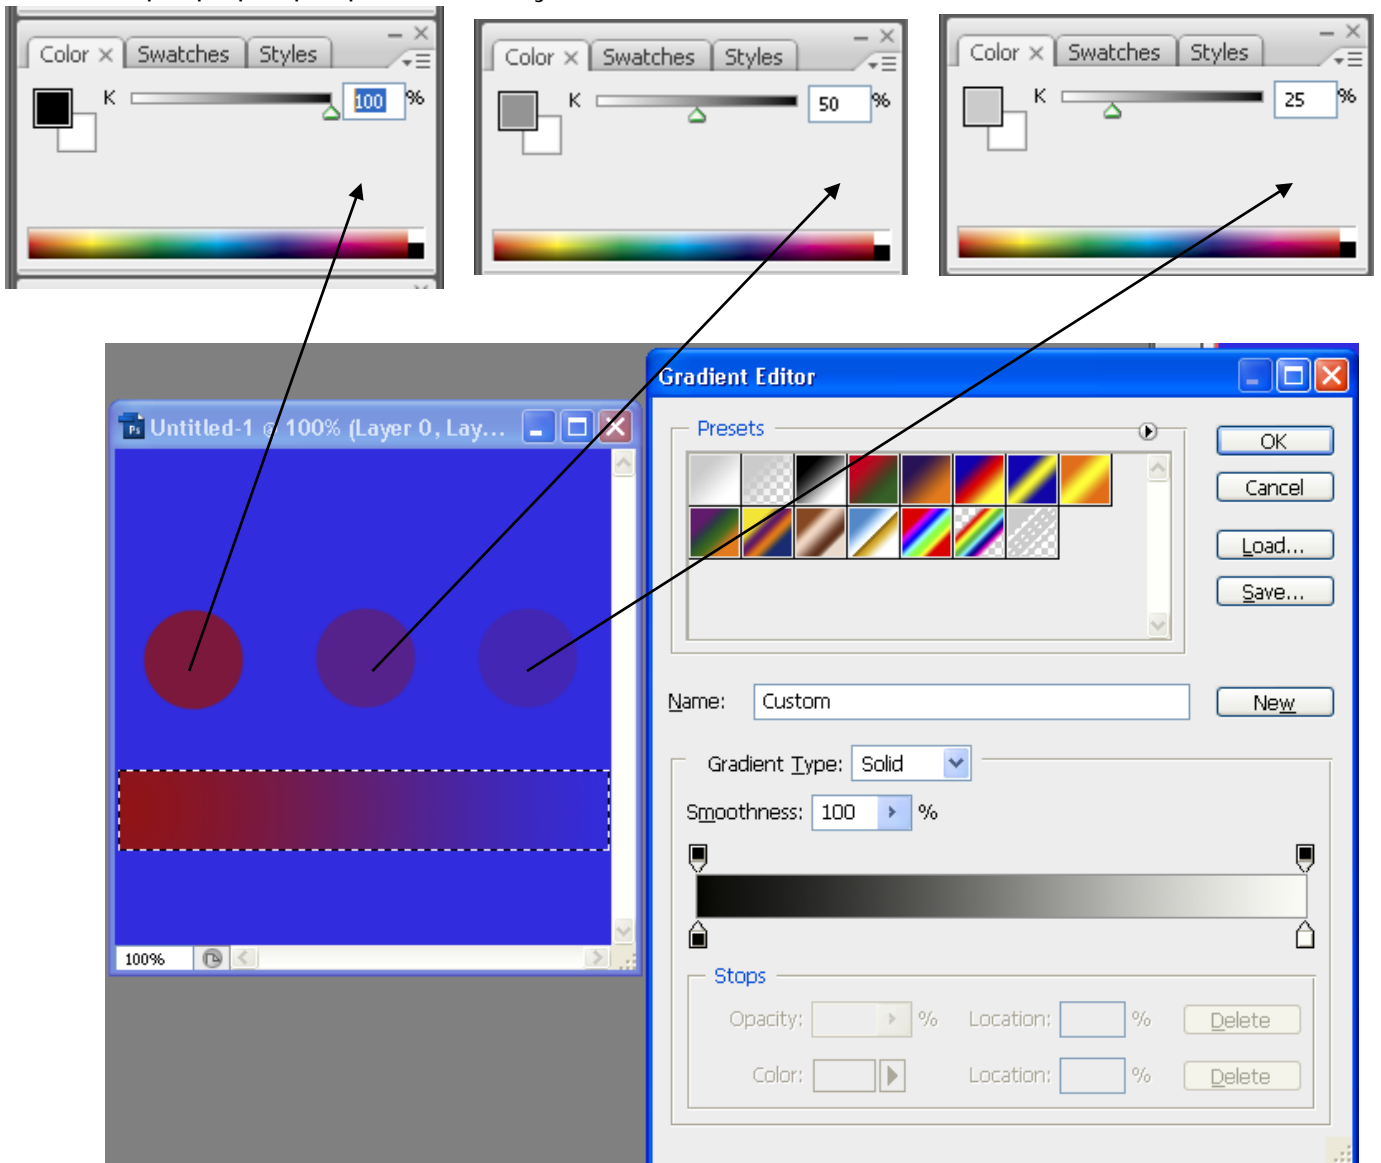 Color × Swatches Styles
K 100 %
Color × Swatches Styles
K 50 %
Color × Swatches Styles
K 25 %
Untitled-1 @ 100% (Layer 0, Lay...
100%
Gradient Editor
Presets
OK
Cancel
Load...
Save...
Name: Custom
New
Gradient Type: Solid
Smoothness: 100 %
Stops
Opacity: % Location: % Delete
Color: Location: % Delete